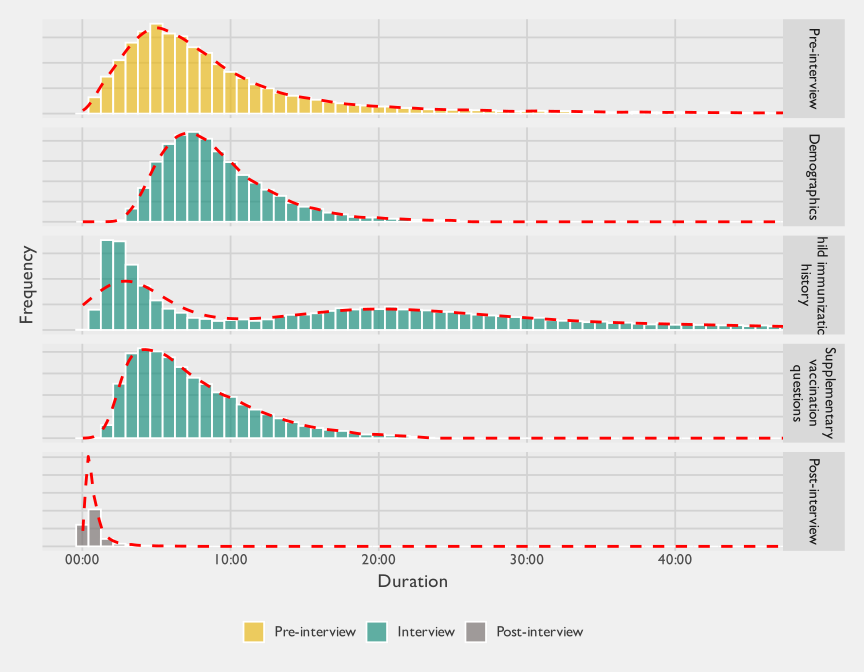 Pre-interview
Demographics
hild immunizatic
history
Supplementary
vaccination
questions
Post-interview
Frequency
00:00 10:00 20:00 30:00 40:00
Duration
Pre-interview Interview Post-interview